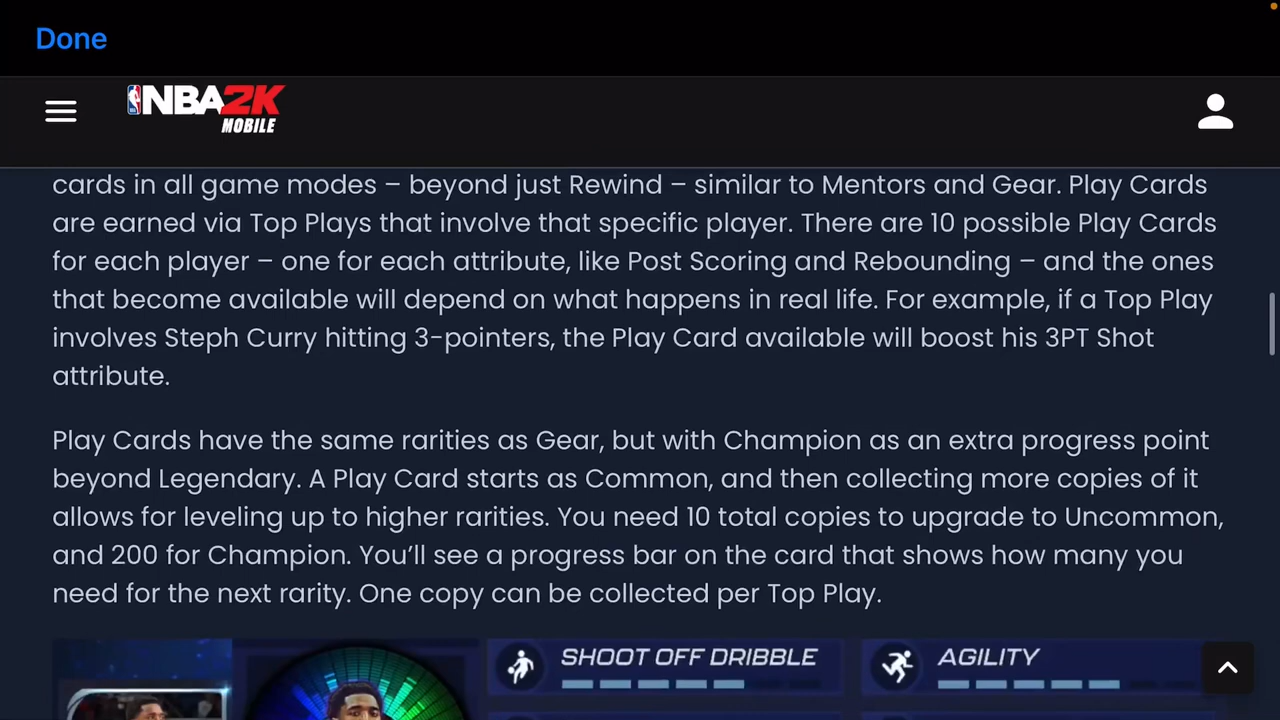 Done
NBA2K
MOBILE
cards in all game modes – beyond just Rewind – similar to Mentors and Gear. Play Cards
are earned via Top Plays that involve that specific player. There are 10 possible Play Cards
for each player – one for each attribute, like Post Scoring and Rebounding – and the ones
that become available will depend on what happens in real life. For example, if a Top Play
involves Steph Curry hitting 3-pointers, the Play Card available will boost his 3PT Shot
attribute.
Play Cards have the same rarities as Gear, but with Champion as an extra progress point
beyond Legendary. A Play Card starts as Common, and then collecting more copies of it
allows for leveling up to higher rarities. You need 10 total copies to upgrade to Uncommon,
and 200 for Champion. You’ll see a progress bar on the card that shows how many you
need for the next rarity. One copy can be collected per Top Play.
SHOOT OFF DRIBBLE
AGILITY